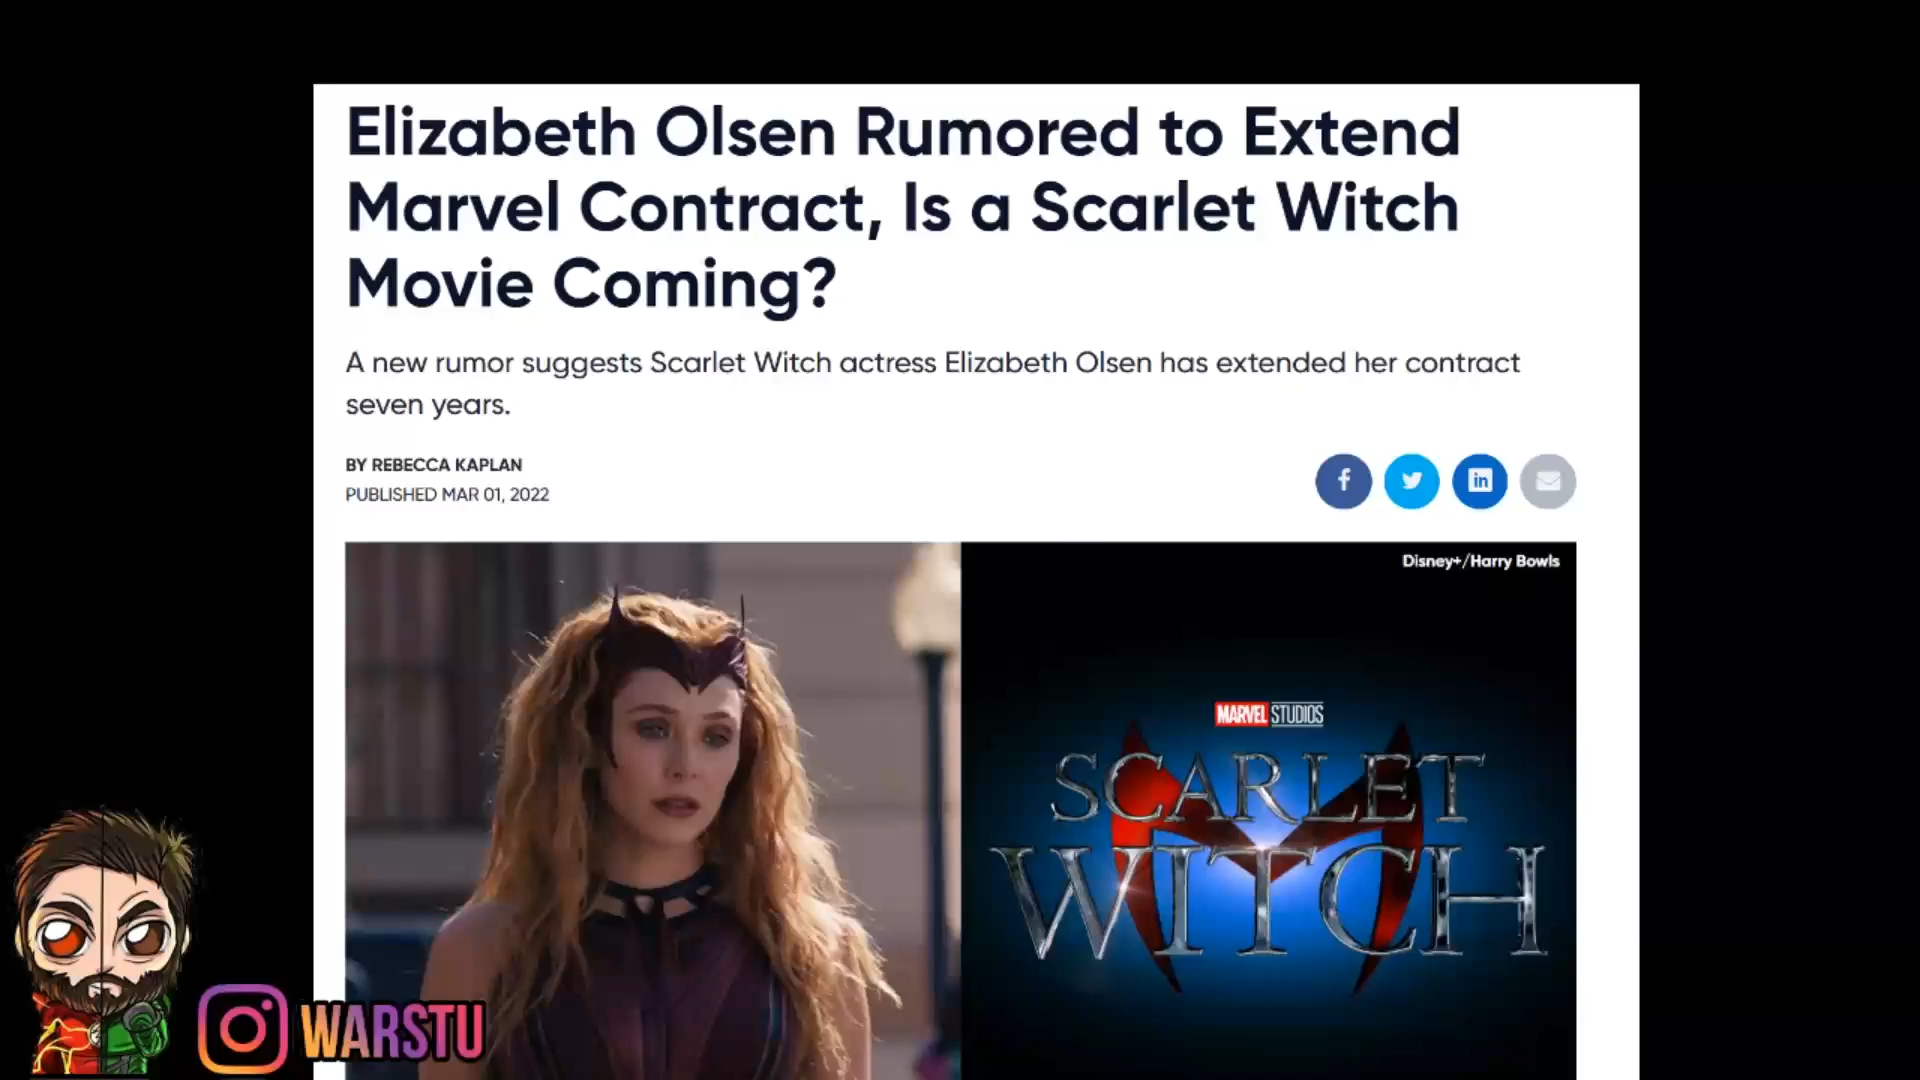 Elizabeth Olsen Rumored to Extend
Marvel Contract, Is a Scarlet Witch
Movie Coming?
A new rumor suggests Scarlet Witch actress Elizabeth Olsen has extended her contract
seven years.
BY REBECCA KAPLAN
PUBLISHED MAR 01, 2022
f
in
Disney+/Harry Bowls
MARVEL STUDIOS
SCARLET
WITCH
WARSTU